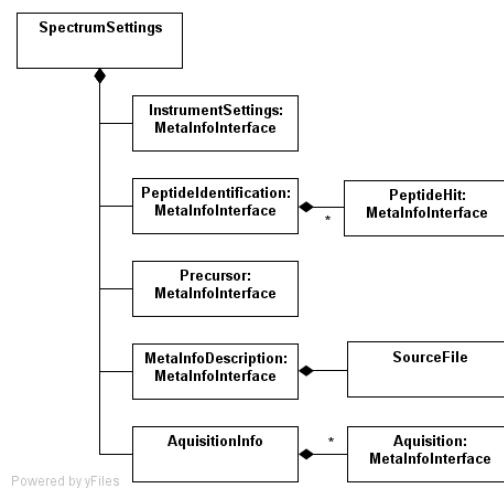 SpectrumSettings
InstrumentSettings:
MetaInfoInterface
PeptideIdentification:
MetaInfoInterface
*
PeptideHit:
MetaInfoInterface
Precursor:
MetaInfoInterface
MetaInfoDescription:
MetaInfoInterface
SourceFile
AquisitionInfo
*
Aquisition:
MetaInfoInterface
Powered by yFiles